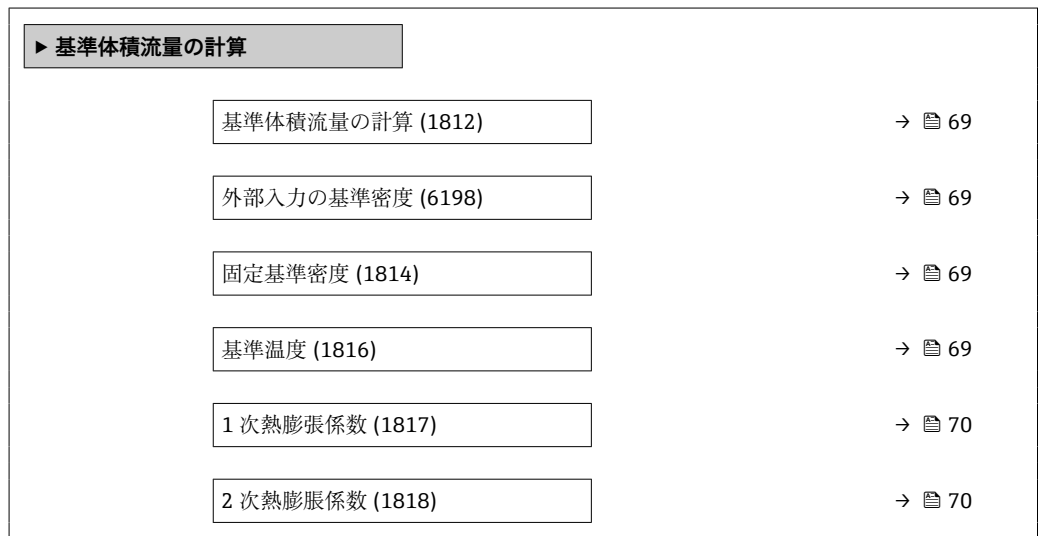 ▶ 基準体積流量の計算
基準体積流量の計算 (1812) → 69
外部入力の基準密度 (6198) → 69
固定基準密度 (1814) → 69
基準温度 (1816) → 69
1 次熱膨張係数 (1817) → 70
2 次熱膨脹係数 (1818) → 70